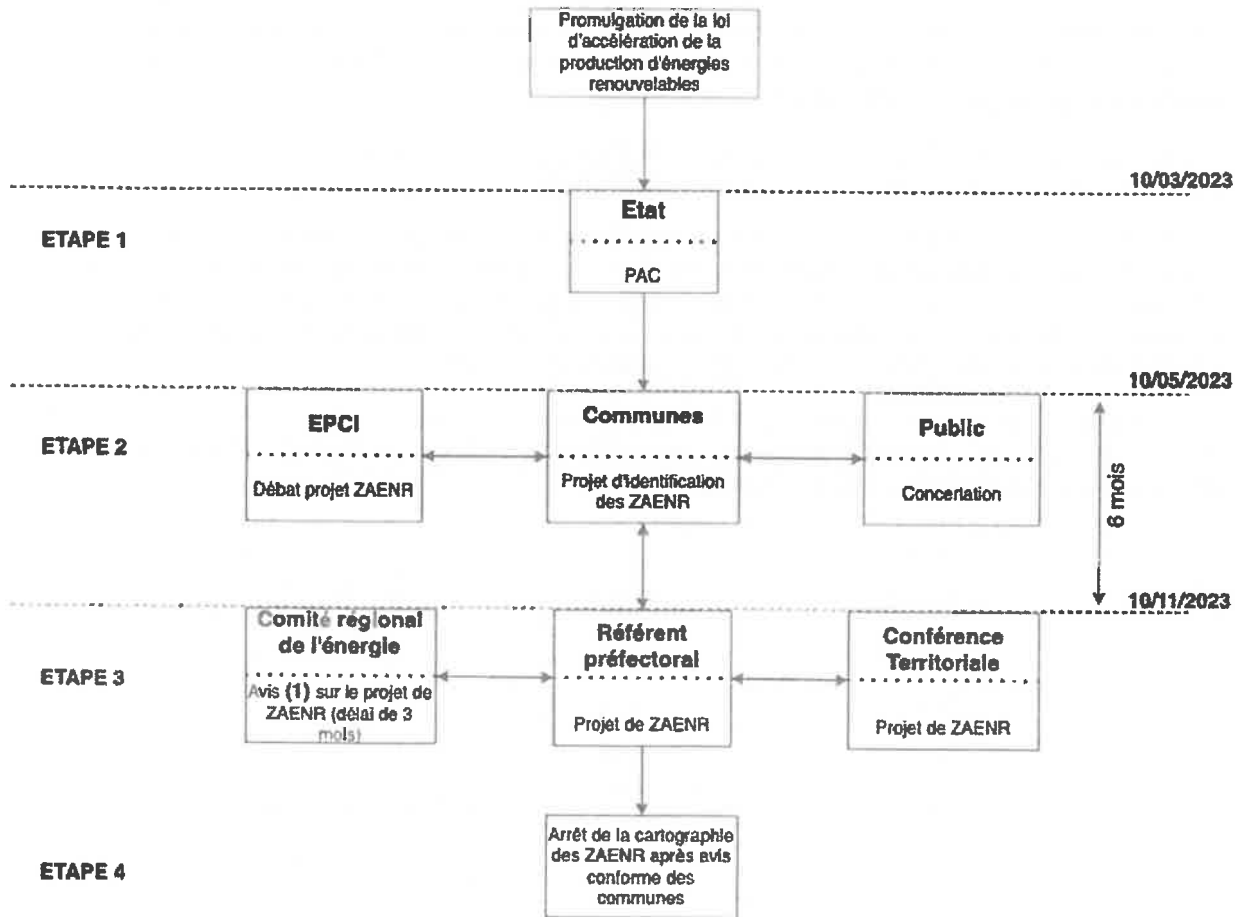 Promulgation de la loi
d'accélération de la
production d'énergies
renouvelables
10/03/2023
ETAPE 1
Etat
PAC
10/05/2023
ETAPE 2
EPCI
Débat projet ZAENR
Communes
Projet d'identification
des ZAENR
Public
Concertation
6 mois
10/11/2023
ETAPE 3
Comité régional
de l'énergie
Avis (1) sur le projet de
ZAENR (délai de 3
mois)
Référent
préfectoral
Projet de ZAENR
Conférence
Territoriale
Projet de ZAENR
ETAPE 4
Arrêt de la cartographie
des ZAENR après avis
conforme des
communes